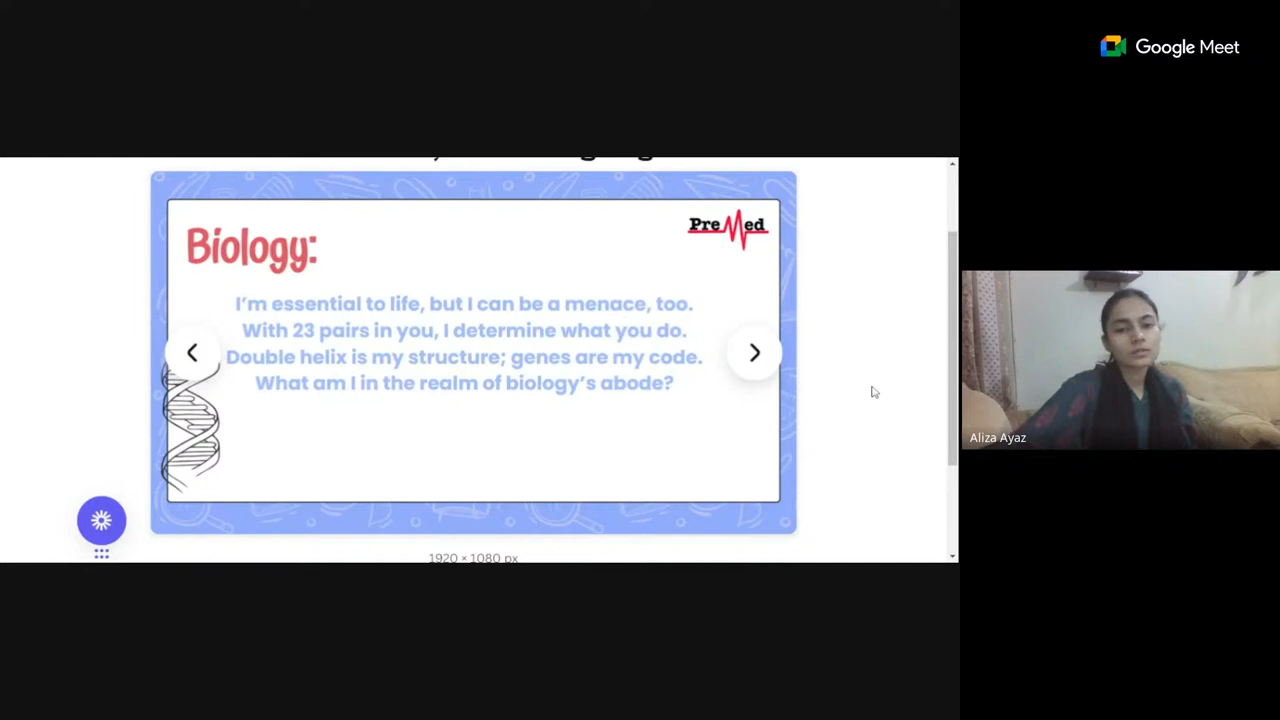 Google Meet
Biology:
PreMed
I’m essential to life, but I can be a menace, too.
With 23 pairs in you, I determine what you do.
Double helix is my structure; genes are my code.
What am I in the realm of biology’s abode?
Aliza Ayaz
1920 × 1080 px